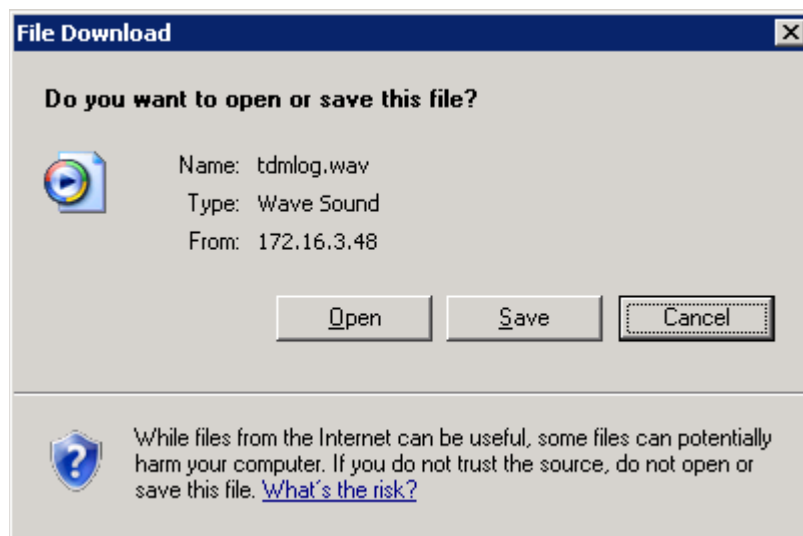 File Download
Do you want to open or save this file?
Name: tdmlog.wav
Type: Wave Sound
From: 172.16.3.48
Open Save Cancel
While files from the Internet can be useful, some files can potentially
harm your computer. If you do not trust the source, do not open or
save this file. What's the risk?